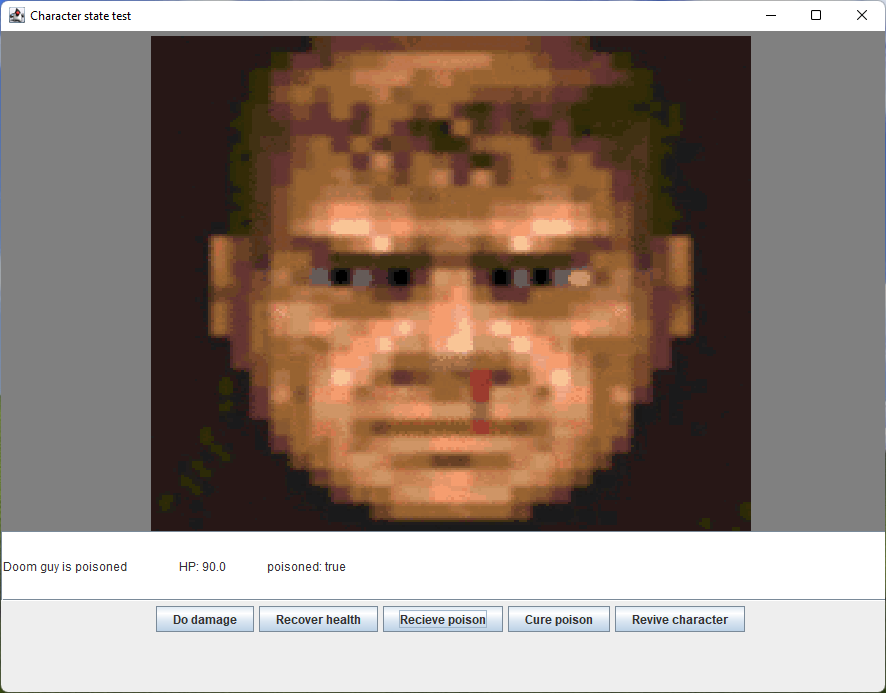 Character state test
Doom guy is poisoned HP: 90.0 poisoned: true
Do damage Recover health Recieve poison Cure poison Revive character